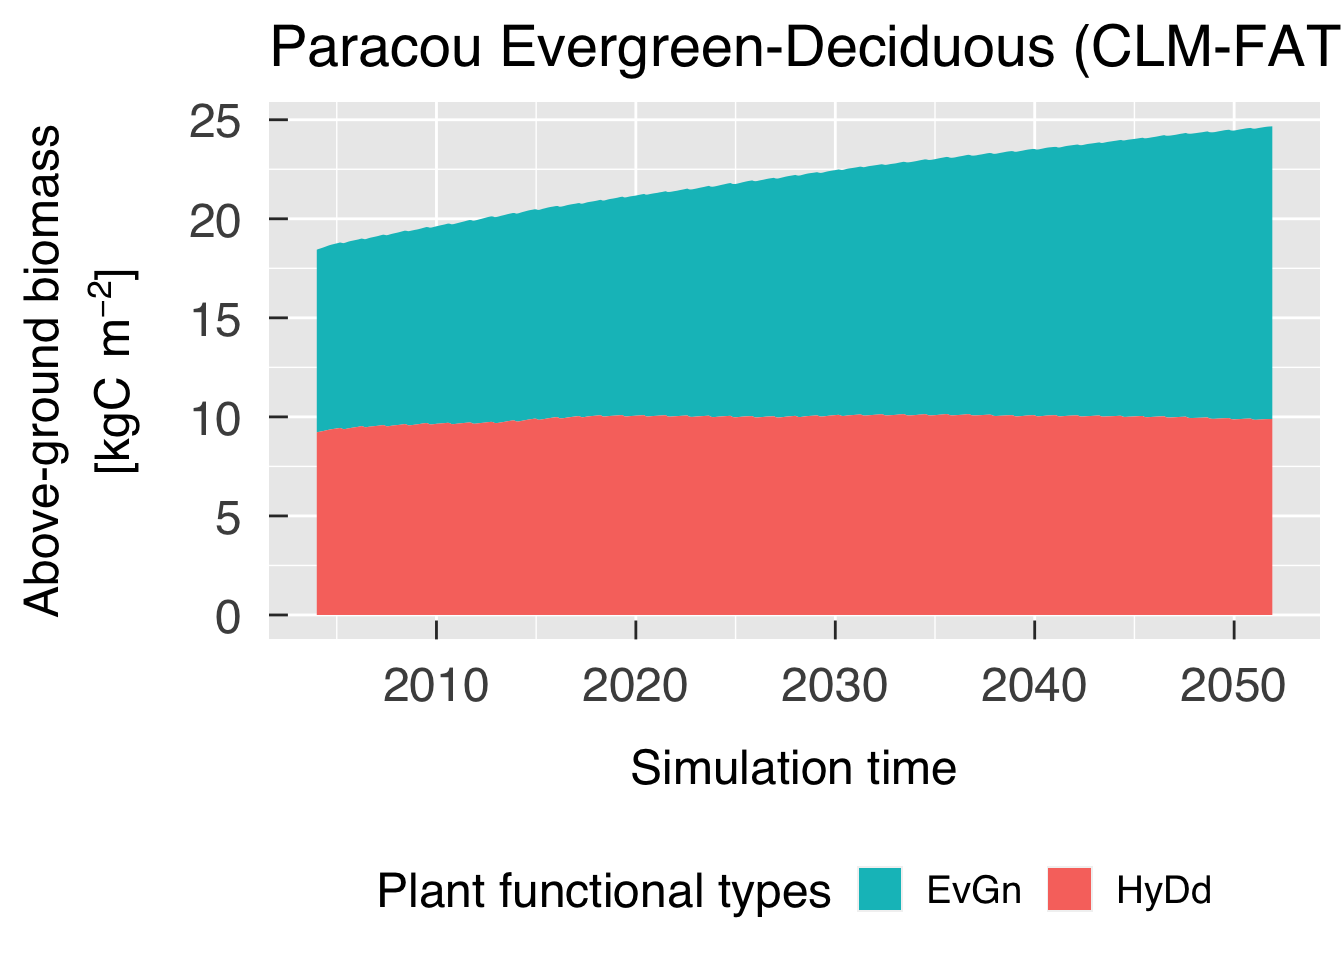 Paracou Evergreen-Deciduous (CLM-FAT
Above-ground biomass
[kgC m−2]
25
20
15
10
5
0
2010 2020 2030 2040 2050
Simulation time
Plant functional types EvGn HyDd